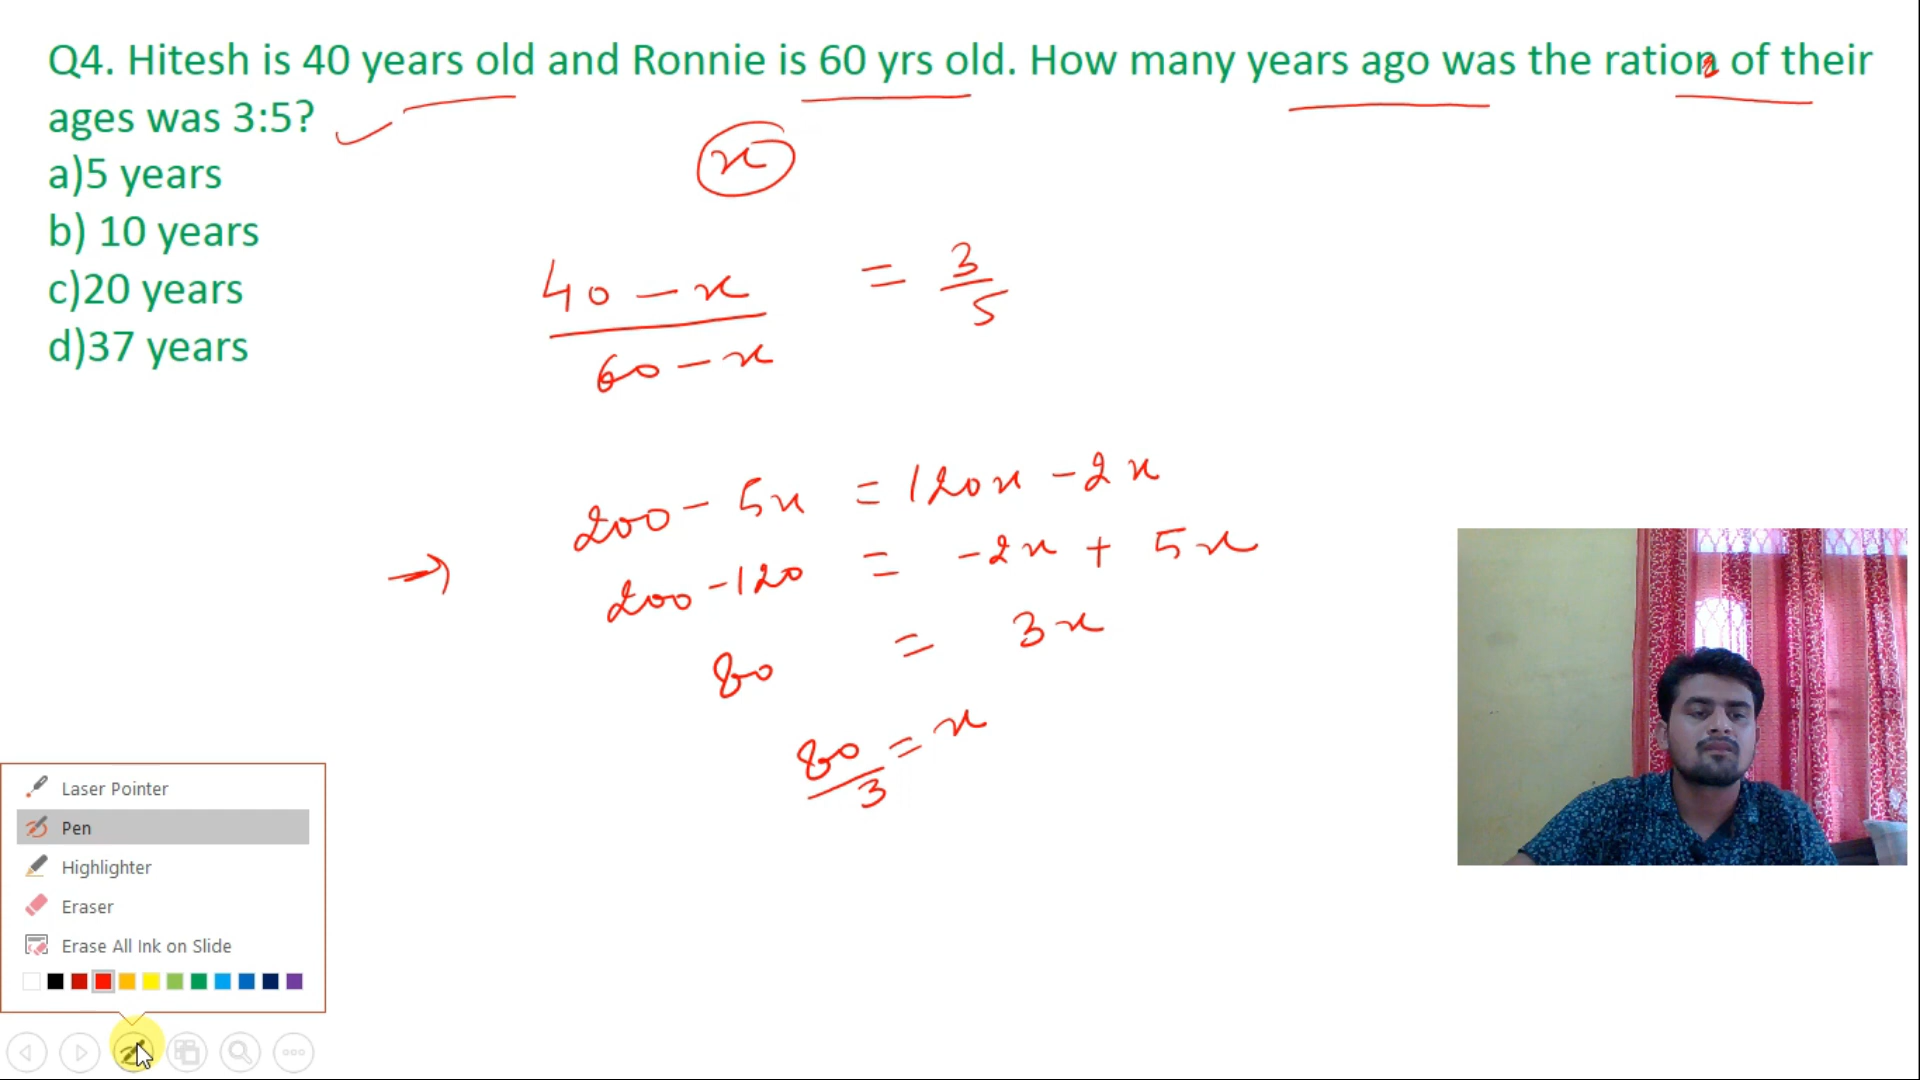 Q4. Hitesh is 40 years old and Ronnie is 60 yrs old. How many years ago was the ration of their
ages was 3:5?
x
a)5 years
b) 10 years
c)20 years
d)37 years
40 - x = 3
60 - x 5
200 - 5x = 120x - 2x
200 - 120 = -2x + 5x
80 = 3x
80 = x
3
Laser Pointer
Pen
Highlighter
Eraser
Erase All Ink on Slide